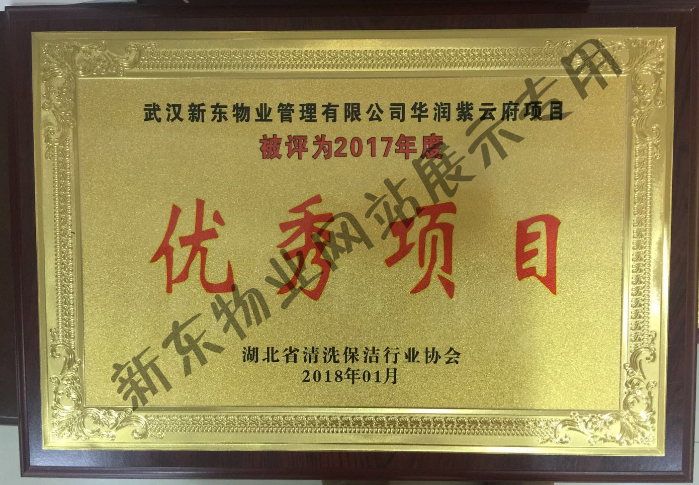 武汉新东物业管理有限公司华润紫云府项目
被评为2017年度
优秀项目
湖北省清洗保洁行业协会
2018年01月
新东物业网站展示专用